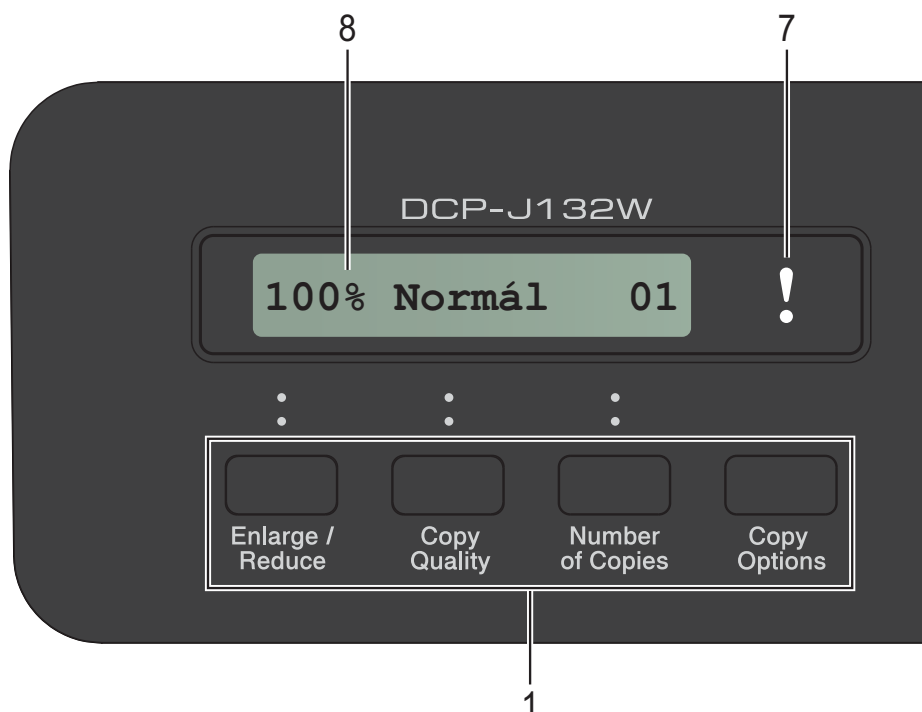 8 7
DCP-J132W
100% Normál 01
!
Enlarge / Reduce
Copy Quality
Number of Copies
Copy Options
1